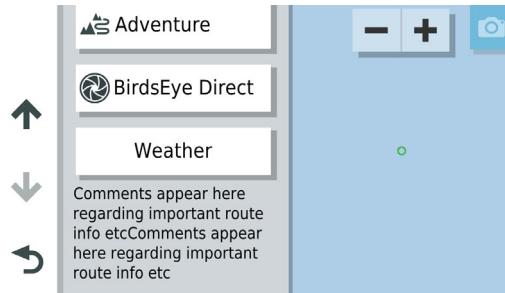 Adventure
BirdsEye Direct
Weather
Comments appear here
regarding important route
info etcComments appear
here regarding important
route info etc